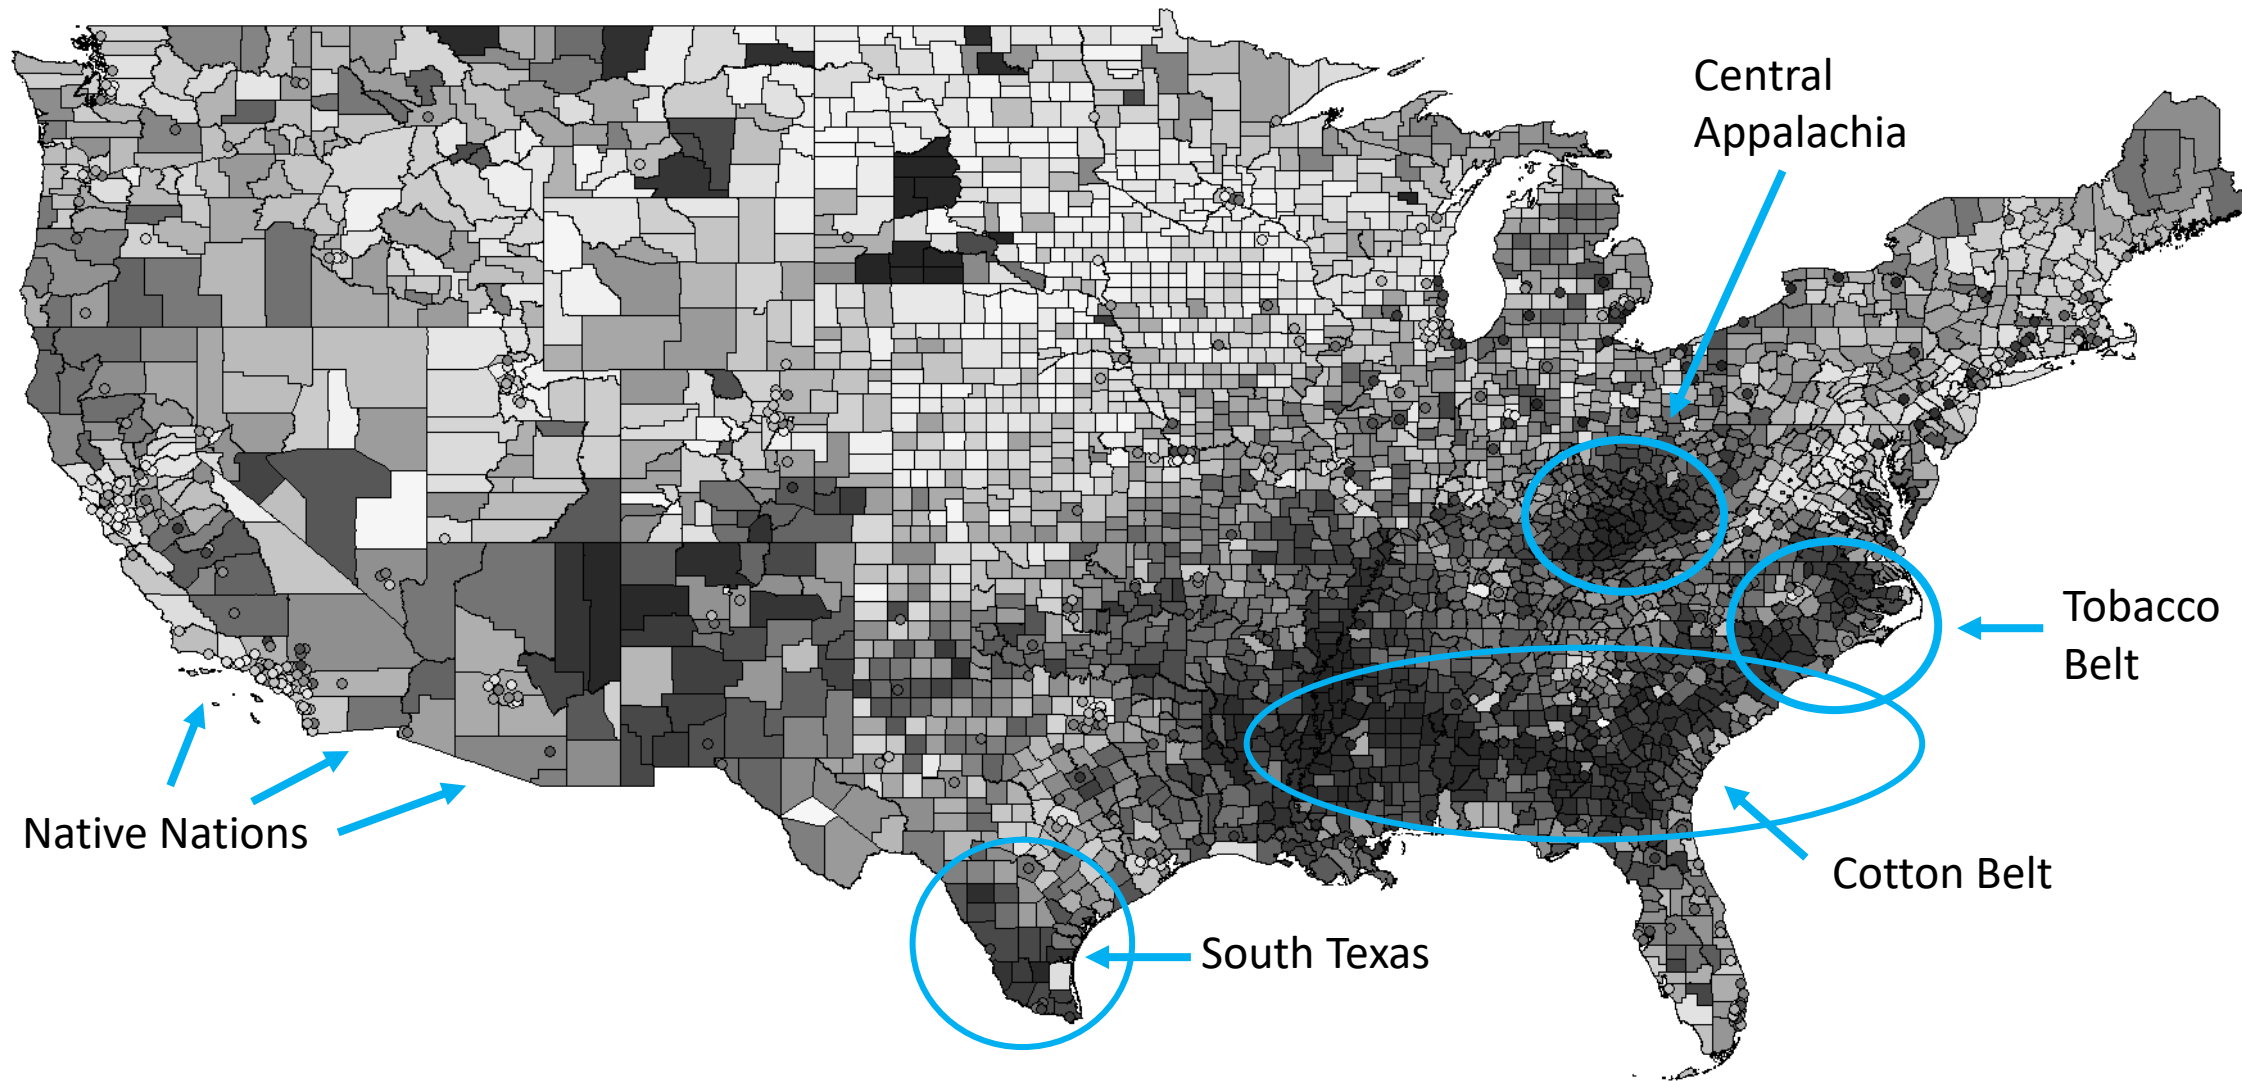 Central
Appalachia
Tobacco
Belt
Native Nations
Cotton Belt
South Texas